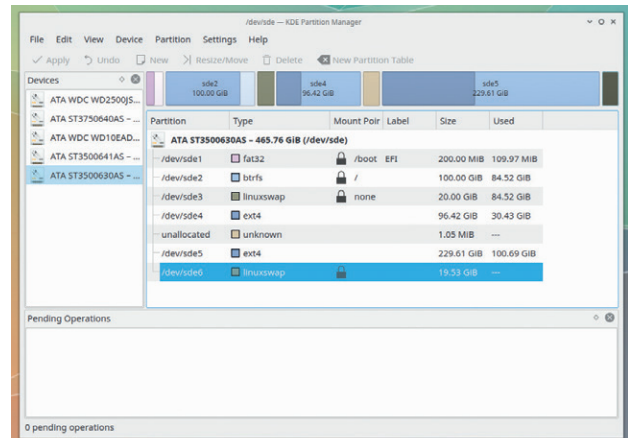 /dev/sde — KDE Partition Manager
File Edit View Device Partition Settings Help
Apply Undo New Resize/Move Delete New Partition Table
Devices
ATA WDC WD2500JS...
ATA ST3750640AS – ...
ATA WDC WD10EAD...
ATA ST3500641AS – ...
ATA ST3500630AS – ...
sde2
100.00 GiB
sde4
96.42 GiB
sde5
229.61 GiB
Partition Type Mount Poir Label Size Used
ATA ST3500630AS – 465.76 GiB (/dev/sde)
/dev/sde1 fat32 /boot EFI 200.00 MiB 109.97 MiB
/dev/sde2 btrfs / 100.00 GiB 84.52 GiB
/dev/sde3 linuxswap none 20.00 GiB 84.52 GiB
/dev/sde4 ext4 96.42 GiB 30.43 GiB
unallocated unknown 1.05 MiB ---
/dev/sde5 ext4 229.61 GiB 100.69 GiB
/dev/sde6 linuxswap 19.53 GiB ---
Pending Operations
0 pending operations